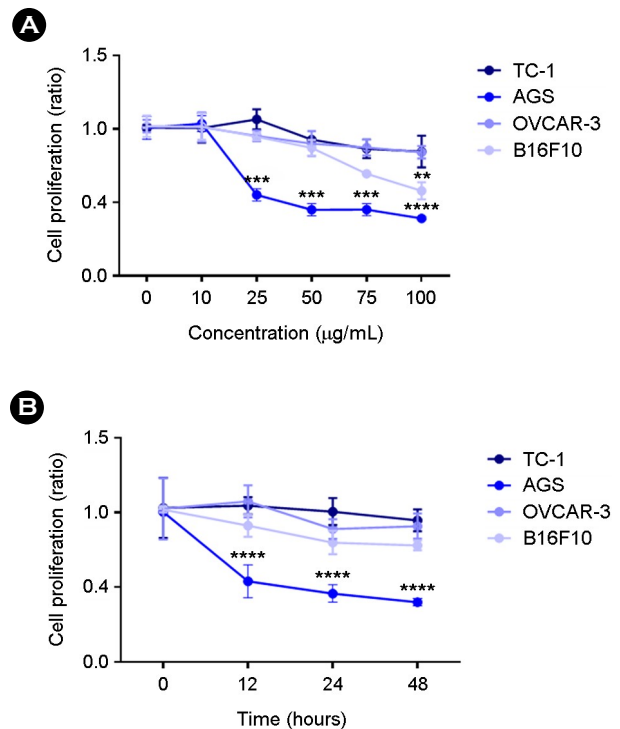 A
Cell proliferation (ratio)
1.5
1.0
0.4
0.0
*** *** *** **
****
0 10 25 50 75 100
Concentration (μg/mL)
TC-1
AGS
OVCAR-3
B16F10
B
Cell proliferation (ratio)
1.5
1.0
0.4
0.0
**** **** ****
0 12 24 48
Time (hours)
TC-1
AGS
OVCAR-3
B16F10